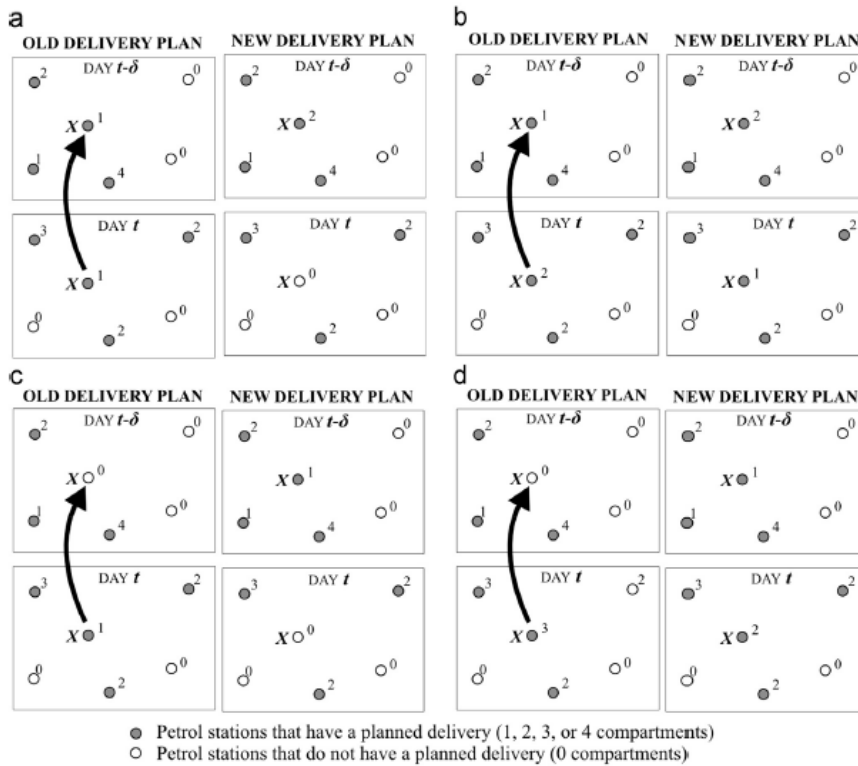 a
b
OLD DELIVERY PLAN NEW DELIVERY PLAN OLD DELIVERY PLAN NEW DELIVERY PLAN
DAY t-δ DAY t-δ DAY t-δ DAY t-δ
2 0 2 0 2 0 2 0
X 1 X 2 X 1 X 2
1 4 0 1 4 0 1 4 0 1 4 0
DAY t DAY t DAY t DAY t
3 2 3 2 3 2 3 2
X 1 X 0 X 2 X 1
0 2 0 0 2 0 0 2 0 0 2 0
c
d
OLD DELIVERY PLAN NEW DELIVERY PLAN OLD DELIVERY PLAN NEW DELIVERY PLAN
DAY t-δ DAY t-δ DAY t-δ DAY t-δ
2 0 2 0 2 0 2 0
X 0 X 1 X 0 X 1
1 4 0 1 4 0 1 4 0 1 4 0
DAY t DAY t DAY t DAY t
3 2 3 2 3 2 3 2
X 1 X 0 X 3 X 2
0 2 0 0 2 0 0 2 0 0 2 0
Petrol stations that have a planned delivery (1, 2, 3, or 4 compartments)
Petrol stations that do not have a planned delivery (0 compartments)